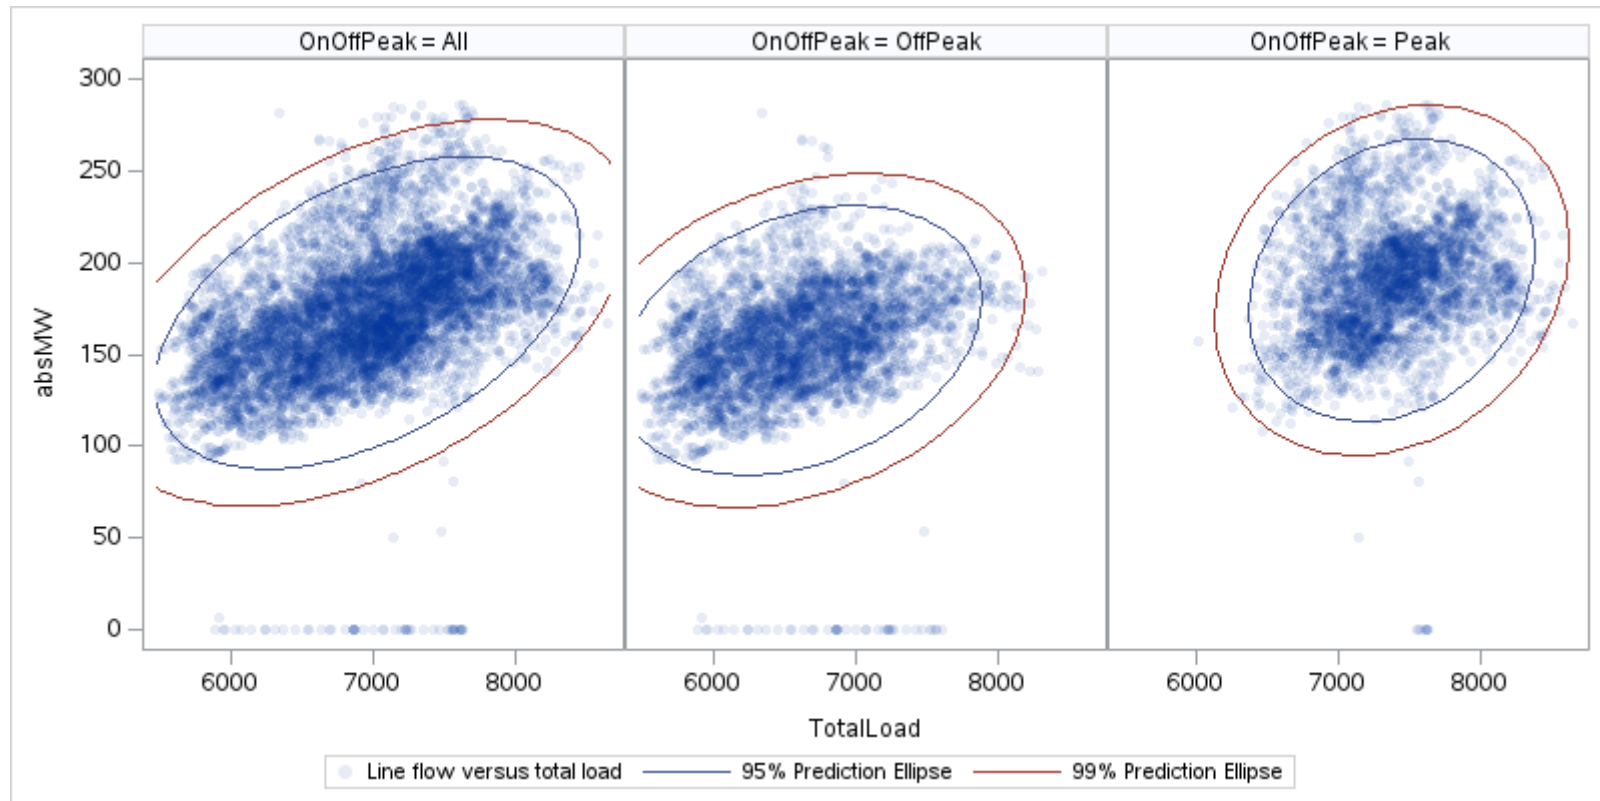 OnOffPeak = All
OnOffPeak = OffPeak
OnOffPeak = Peak
300
250
200
150
100
50
0
absMW
6000 7000 8000
6000 7000 8000
6000 7000 8000
TotalLoad
Line flow versus total load
95% Prediction Ellipse
99% Prediction Ellipse